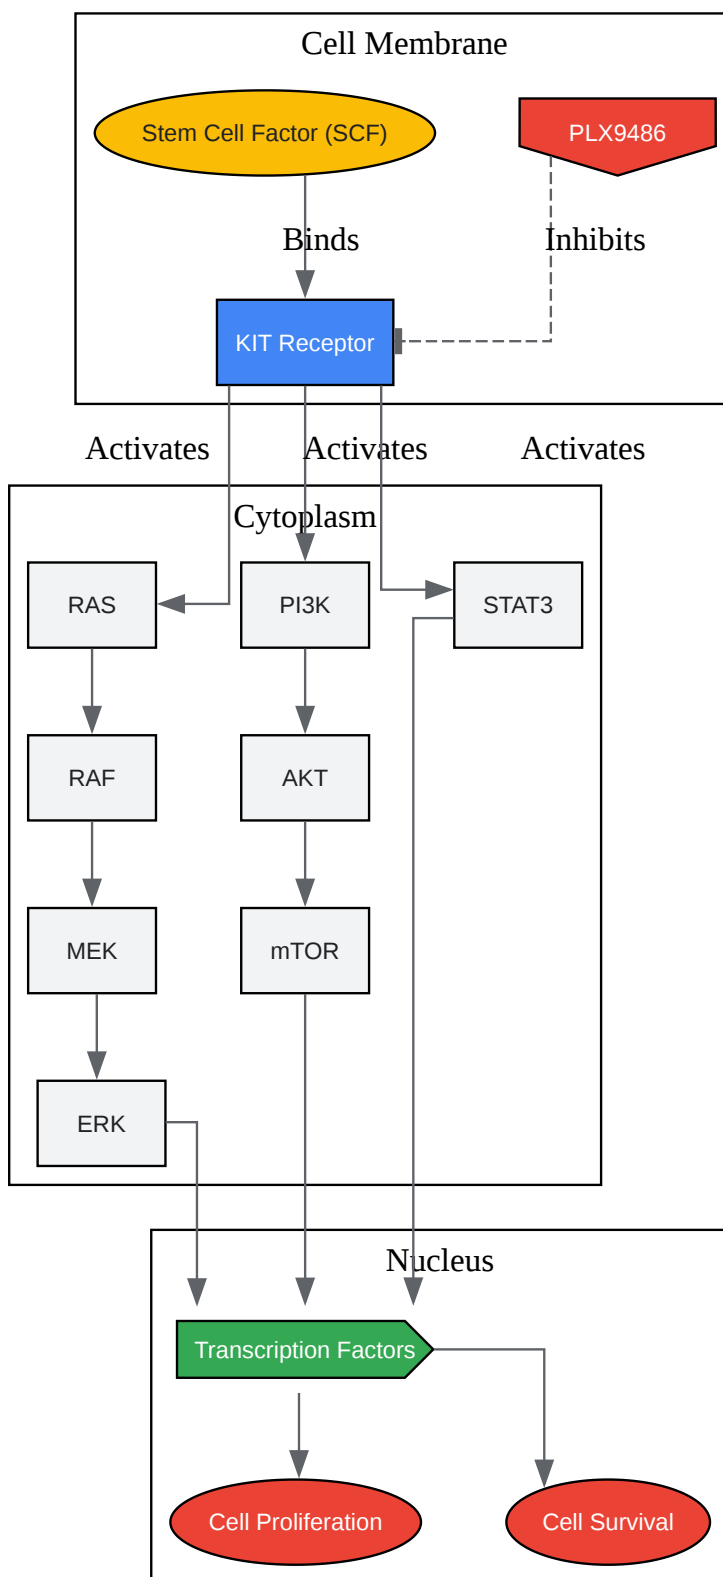 Cell Membrane
Stem Cell Factor (SCF)
PLX9486
Binds
Inhibits
KIT Receptor
Activates
Activates
Activates
Cytoplasm
RAS
PI3K
STAT3
RAF
AKT
MEK
mTOR
ERK
Nucleus
Transcription Factors
Cell Proliferation
Cell Survival